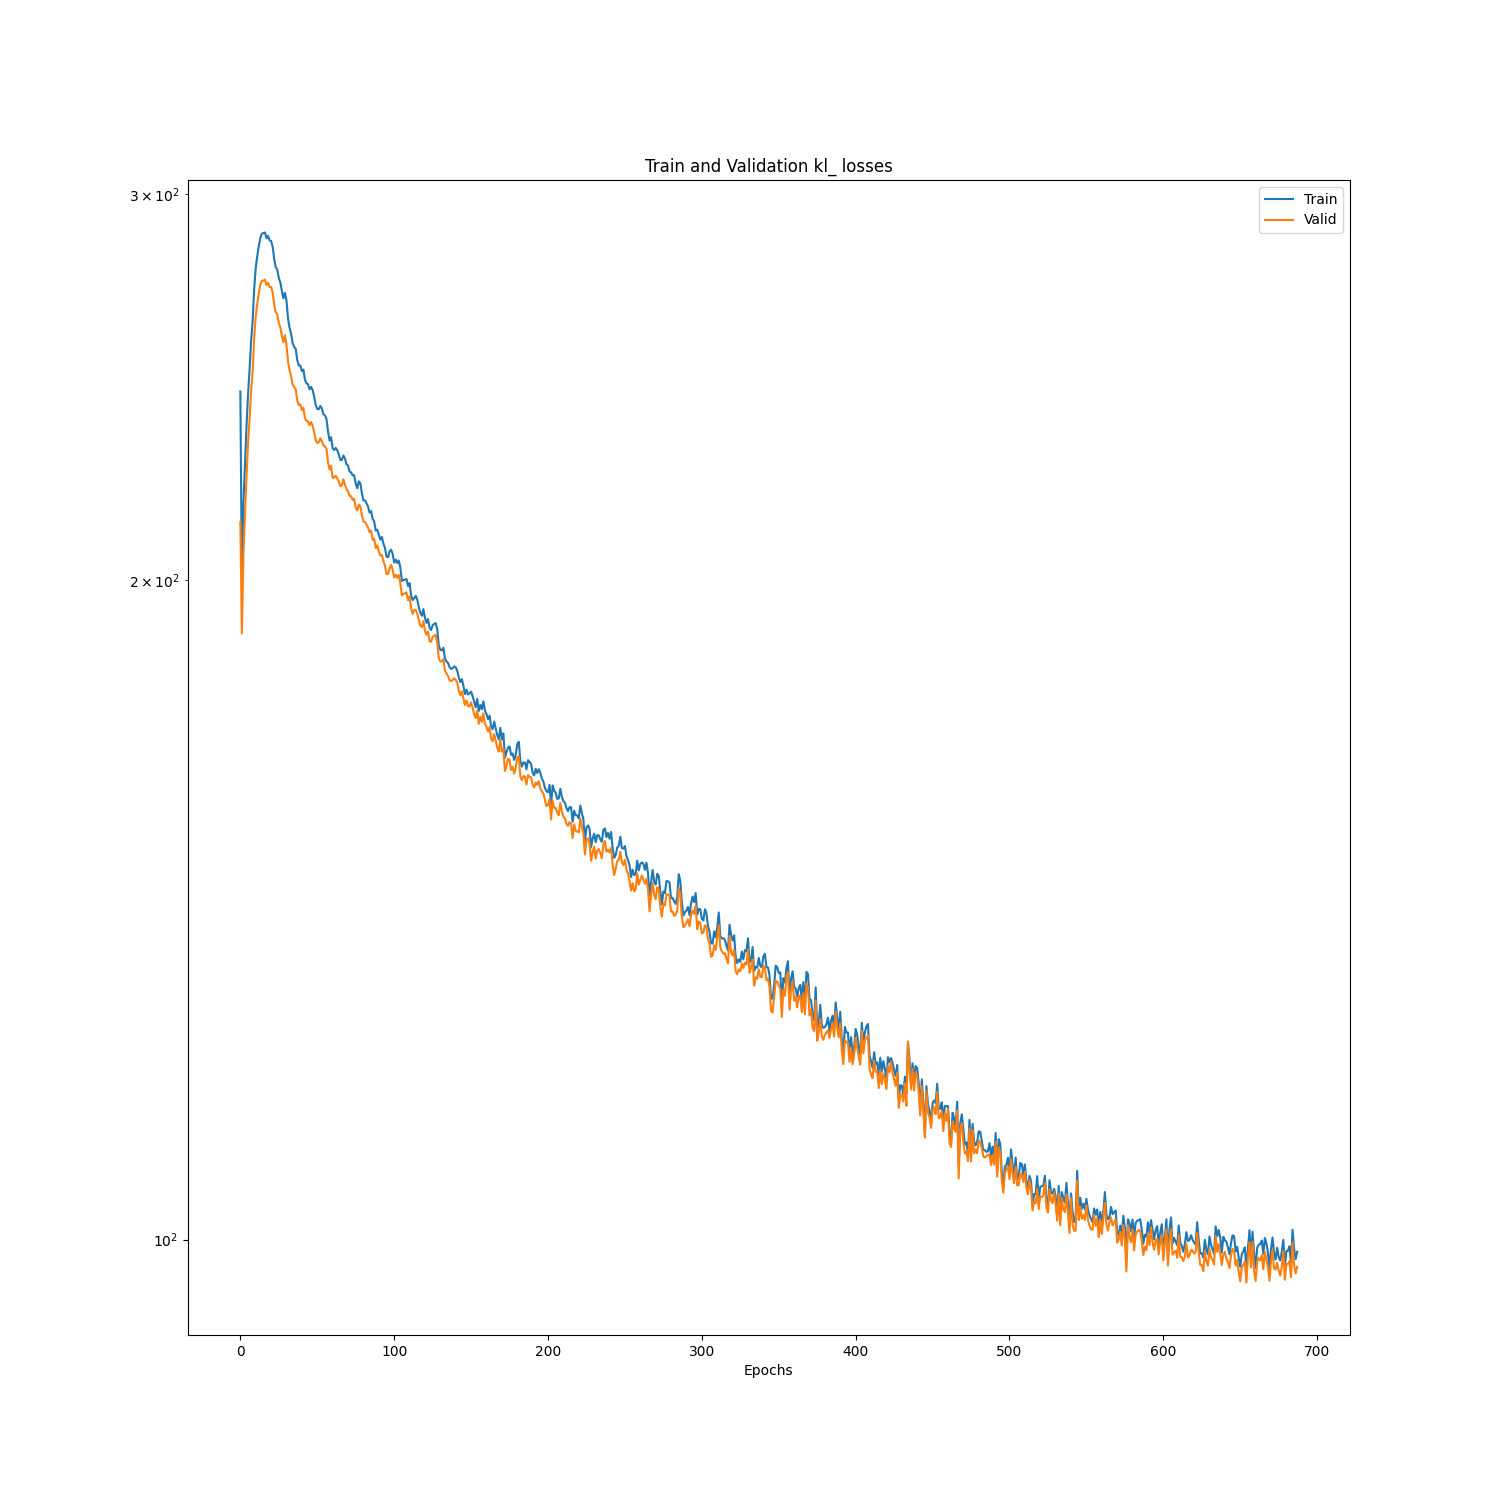 Train and Validation kl_ losses
Train
Valid
3 × 10²
2 × 10²
10²
0 100 200 300 400 500 600 700
Epochs